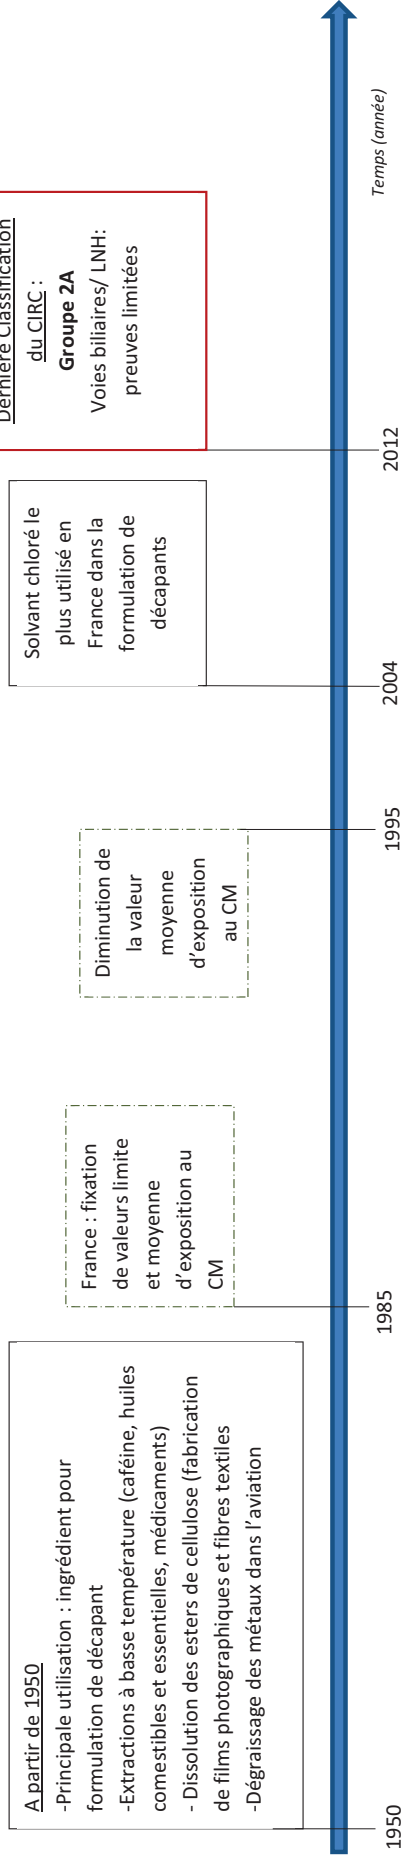 A partir de 1950
-Principale utilisation : ingrédient pour
formulation de décapant
-Extractions à basse température (caféine, huiles
comestibles et essentielles, médicaments)
- Dissolution des esters de cellulose (fabrication
de films photographiques et fibres textiles
-Dégraissage des métaux dans l'aviation
France : fixation
de valeurs limite
et moyenne
d'exposition au
CM
Diminution de
la valeur
moyenne
d'exposition
au CM
Solvant chloré le
plus utilisé en
France dans la
formulation de
décapants
Dernière Classification
du CIRC :
Groupe 2A
Voies biliaires/ LNH:
preuves limitées
1950
1985
1995
2004
2012
Temps (année)